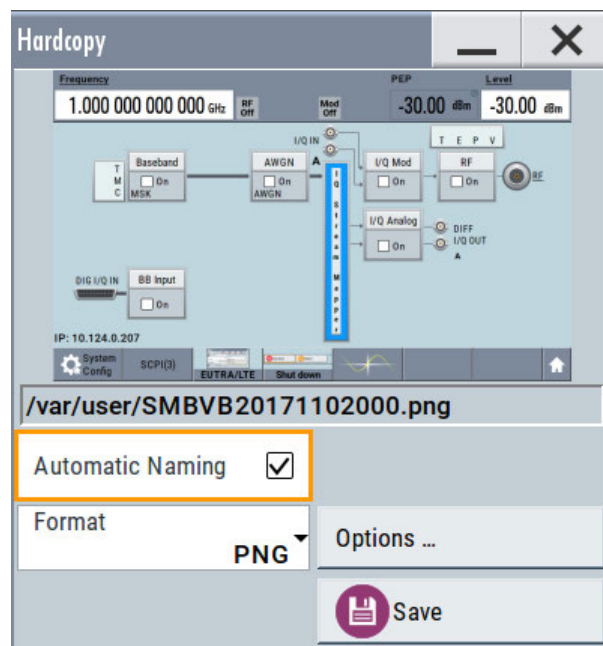 Hardcopy
Frequency
PEP
Level
1.000 000 000 000 GHz
RF Off
Mod Off
-30.00 dBm
-30.00 dBm
I/Q IN
T E P V
Baseband
AWGN
A
I/Q Mod
RF
T M C
On
On
On
On
RF
MSK
AWGN
I/Q Stream Mapper
I/Q Analog
DIFF
On
I/Q OUT
A
DIG I/Q IN
BB Input
On
IP: 10.124.0.207
System Config
SCPI(3)
EUTRA/LTE
Shut down
/var/user/SMBVB20171102000.png
Automatic Naming
Format
PNG
Options ...
Save